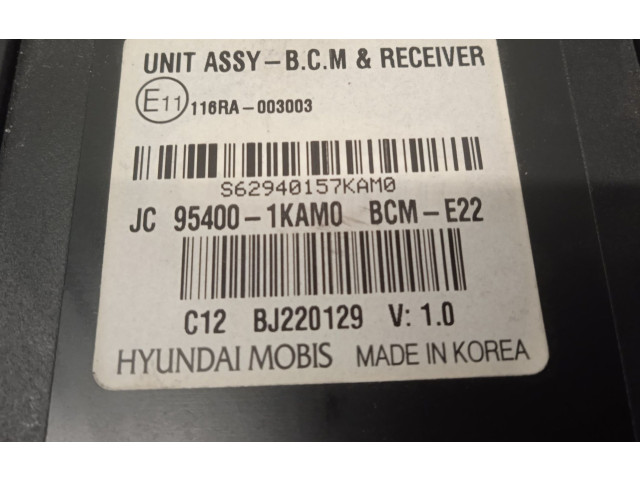 UNIT ASSY-B.C.M & RECEIVER
E11 116RA-003003
S62940157KAM0
JC 95400-1KAM0 BCM-E22
C12 BJ220129 V: 1.0
HYUNDAI MOBIS MADE IN KOREA